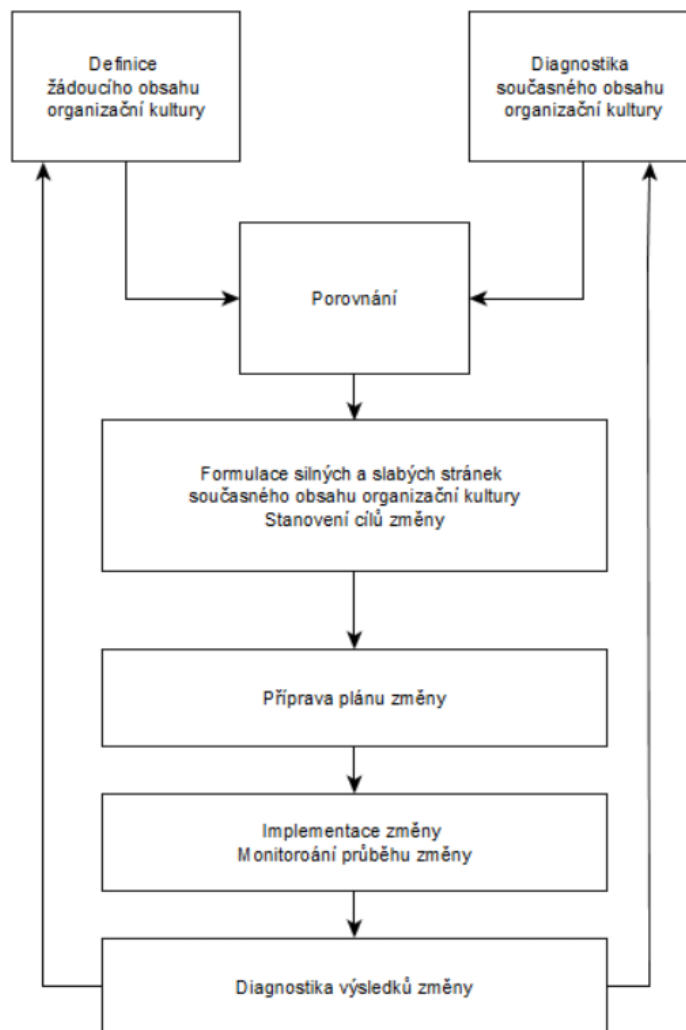 Definice
žádoucího obsahu
organizační kultury
Diagnostika
současného obsahu
organizační kultury
Porovnání
Formulace silných a slabých stránek
současného obsahu organizační kultury
Stanovení cílů změny
Příprava plánu změny
Implementace změny
Monitoroání průběhu změny
Diagnostika výsledků změny